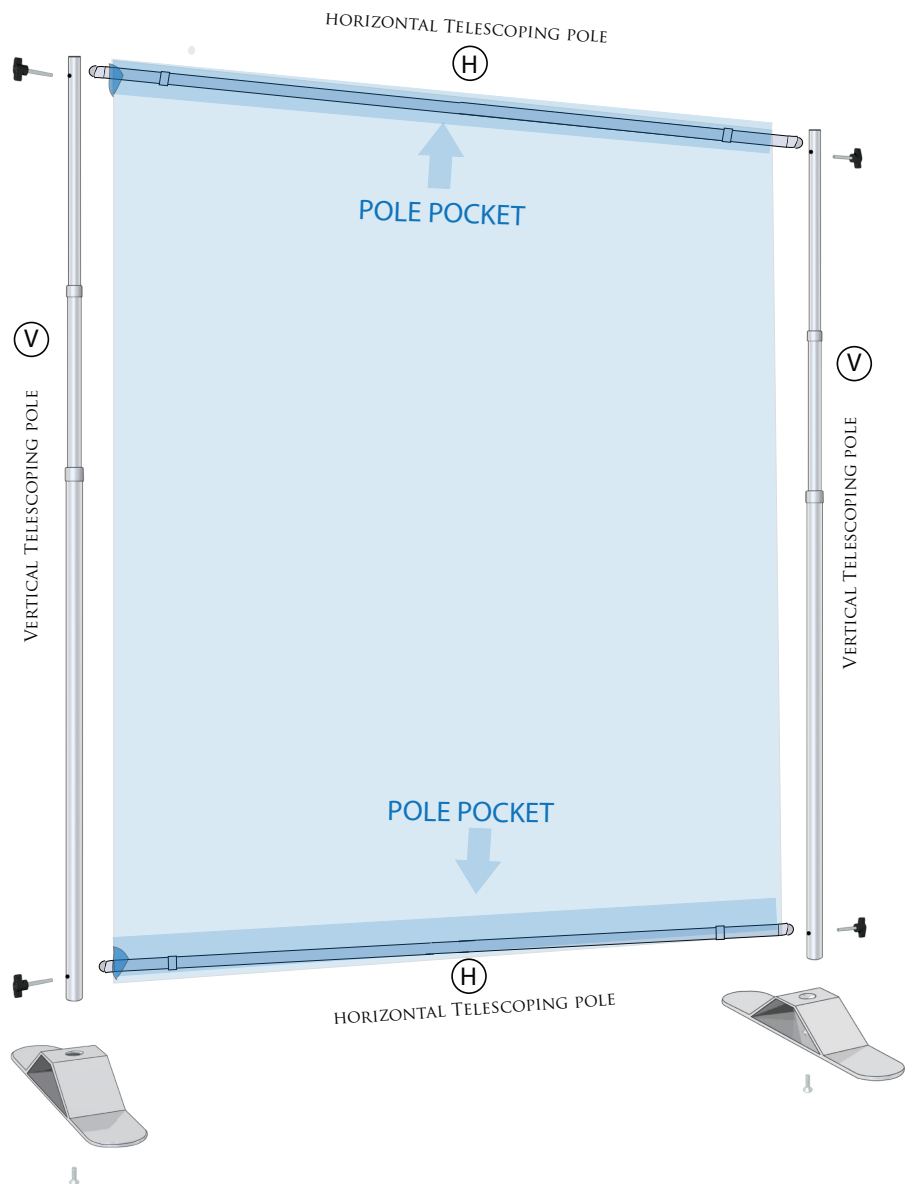 HORIZONTAL TELESCOPING POLE
H
POLE POCKET
V
VERTICAL TELESCOPING POLE
V
VERTICAL TELESCOPING POLE
POLE POCKET
H
HORIZONTAL TELESCOPING POLE